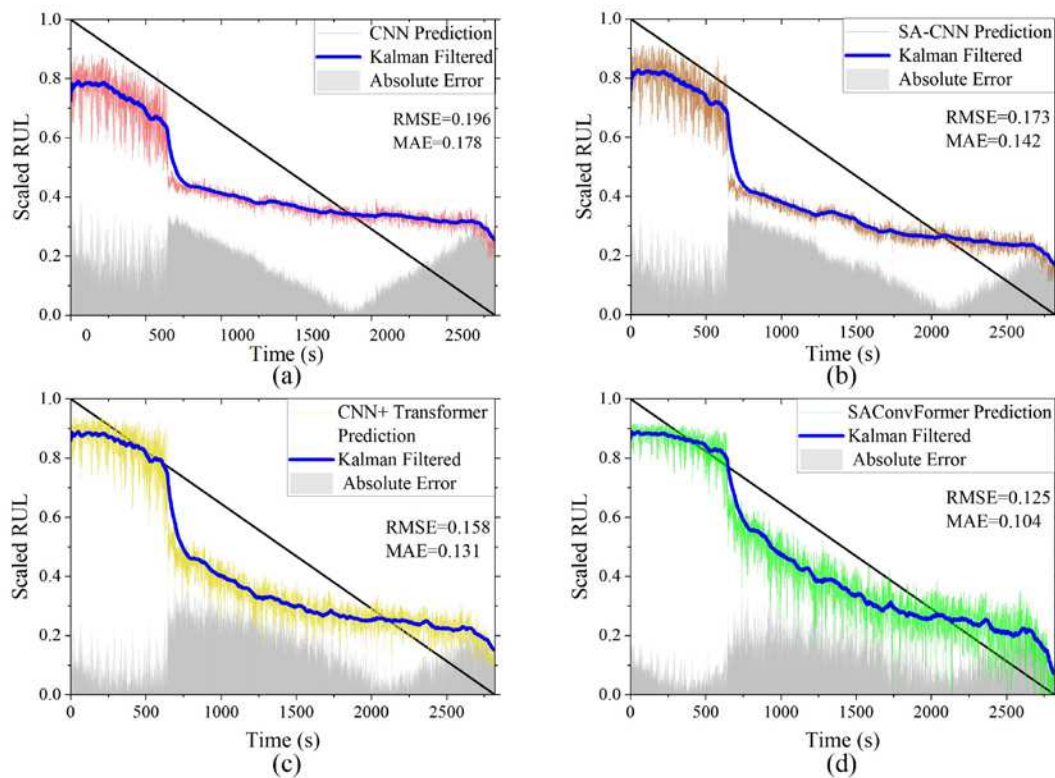 CNN Prediction
Kalman Filtered
Absolute Error
RMSE=0.196
MAE=0.178
Scaled RUL
1.0
0.8
0.6
0.4
0.2
0.0
0 500 1000 1500 2000 2500
Time (s)
(a)
SA-CNN Prediction
Kalman Filtered
Absolute Error
RMSE=0.173
MAE=0.142
Scaled RUL
1.0
0.8
0.6
0.4
0.2
0.0
0 500 1000 1500 2000 2500
Time (s)
(b)
CNN+ Transformer
Prediction
Kalman Filtered
Absolute Error
RMSE=0.158
MAE=0.131
Scaled RUL
1.0
0.8
0.6
0.4
0.2
0.0
0 500 1000 1500 2000 2500
Time (s)
(c)
SAConvFormer Prediction
Kalman Filtered
Absolute Error
RMSE=0.125
MAE=0.104
Scaled RUL
1.0
0.8
0.6
0.4
0.2
0.0
0 500 1000 1500 2000 2500
Time (s)
(d)